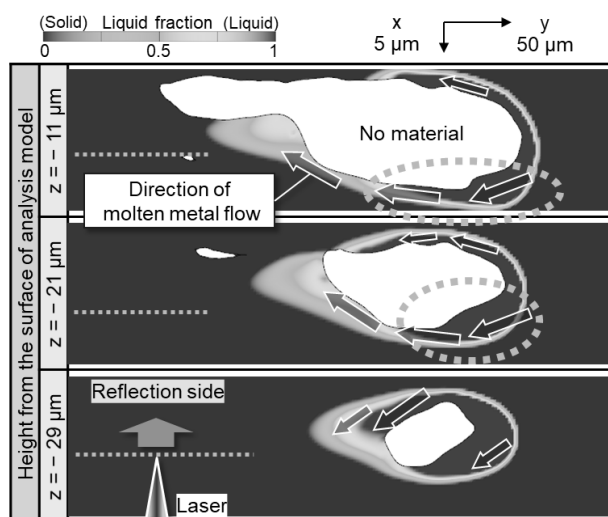 (Solid) Liquid fraction (Liquid)
0 0.5 1
x y
5 µm 50 µm
Height from the surface of analysis model
z = − 11 µm
No material
Direction of
molten metal flow
z = − 21 µm
z = − 29 µm
Reflection side
Laser